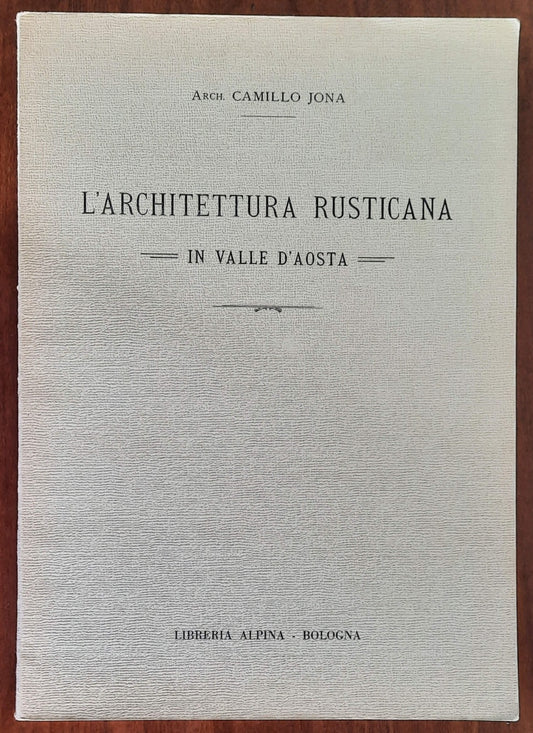 Arch. CAMILLO JONA
L'ARCHITETTURA RUSTICANA
IN VALLE D'AOSTA
LIBRERIA ALPINA - BOLOGNA